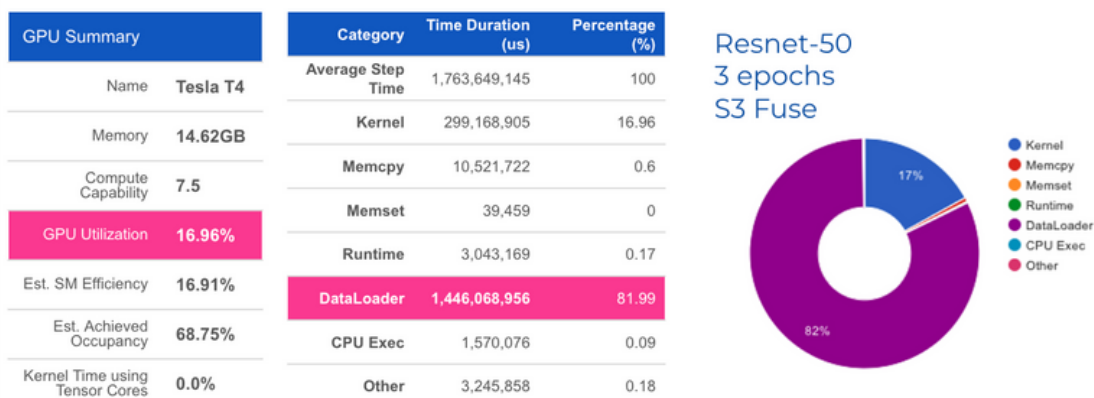 GPU Summary
Name Tesla T4
Memory 14.62GB
Compute
Capability 7.5
GPU Utilization 16.96%
Est. SM Efficiency 16.91%
Est. Achieved
Occupancy 68.75%
Kernel Time using
Tensor Cores 0.0%
Category Time Duration
(us) Percentage
(%)
Average Step
Time 1,763,649,145 100
Kernel 299,168,905 16.96
Memcpy 10,521,722 0.6
Memset 39,459 0
Runtime 3,043,169 0.17
DataLoader 1,446,068,956 81.99
CPU Exec 1,570,076 0.09
Other 3,245,858 0.18
Resnet-50
3 epochs
S3 Fuse
17%
82%
Kernel
Memcpy
Memset
Runtime
DataLoader
CPU Exec
Other